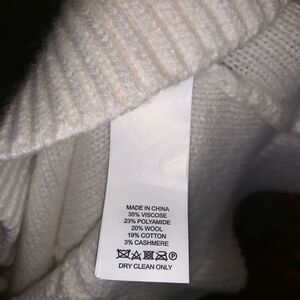 MADE IN CHINA
35% VISCOSE
23% POLYAMIDE
20% WOOL
19% COTTON
3% CASHMERE
DRY CLEAN ONLY